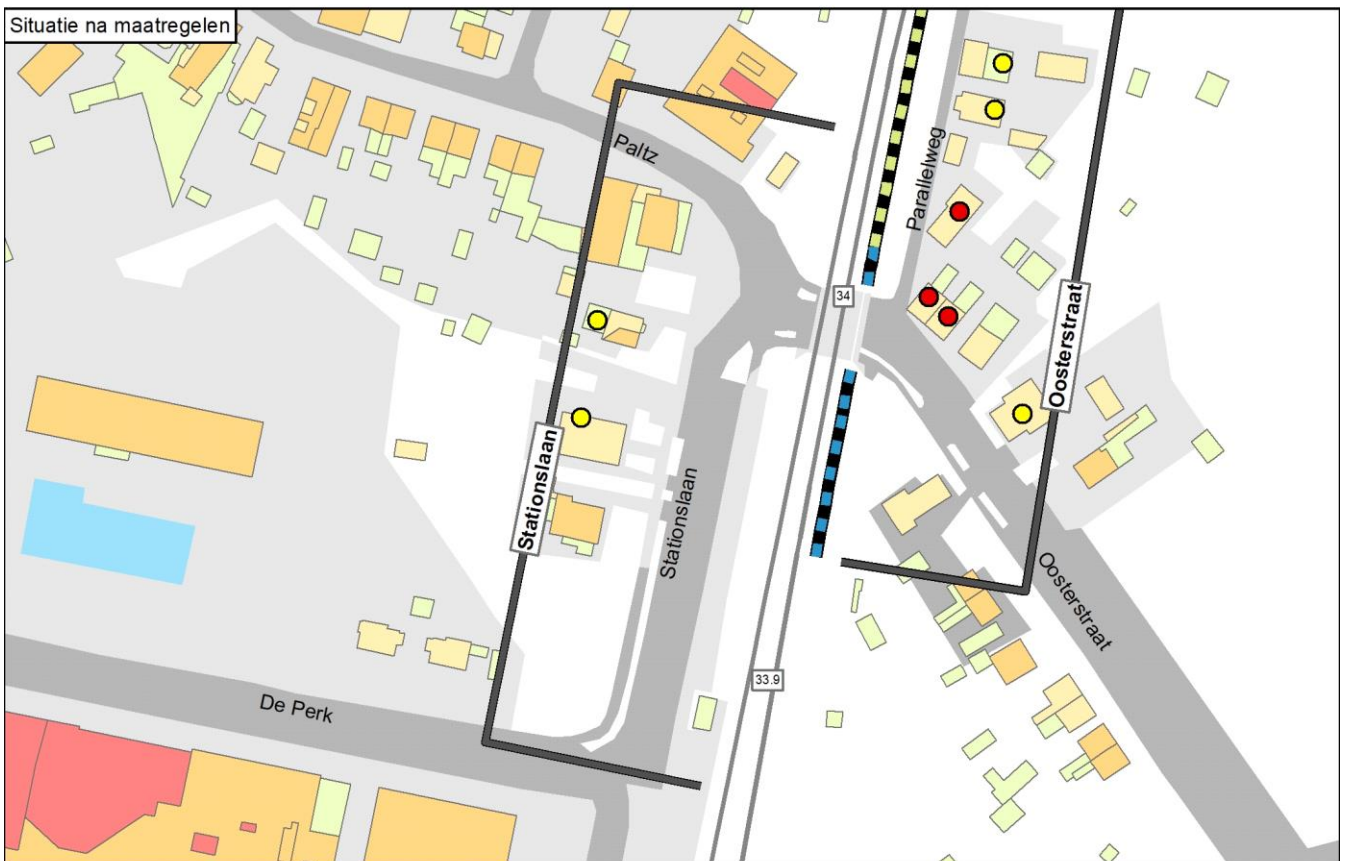 Situatie na maatregelen
Paltz
Parallelweg
34
Oosterstraat
Stationslaan
Stationslaan
Oosterstraat
33.9
De Perk